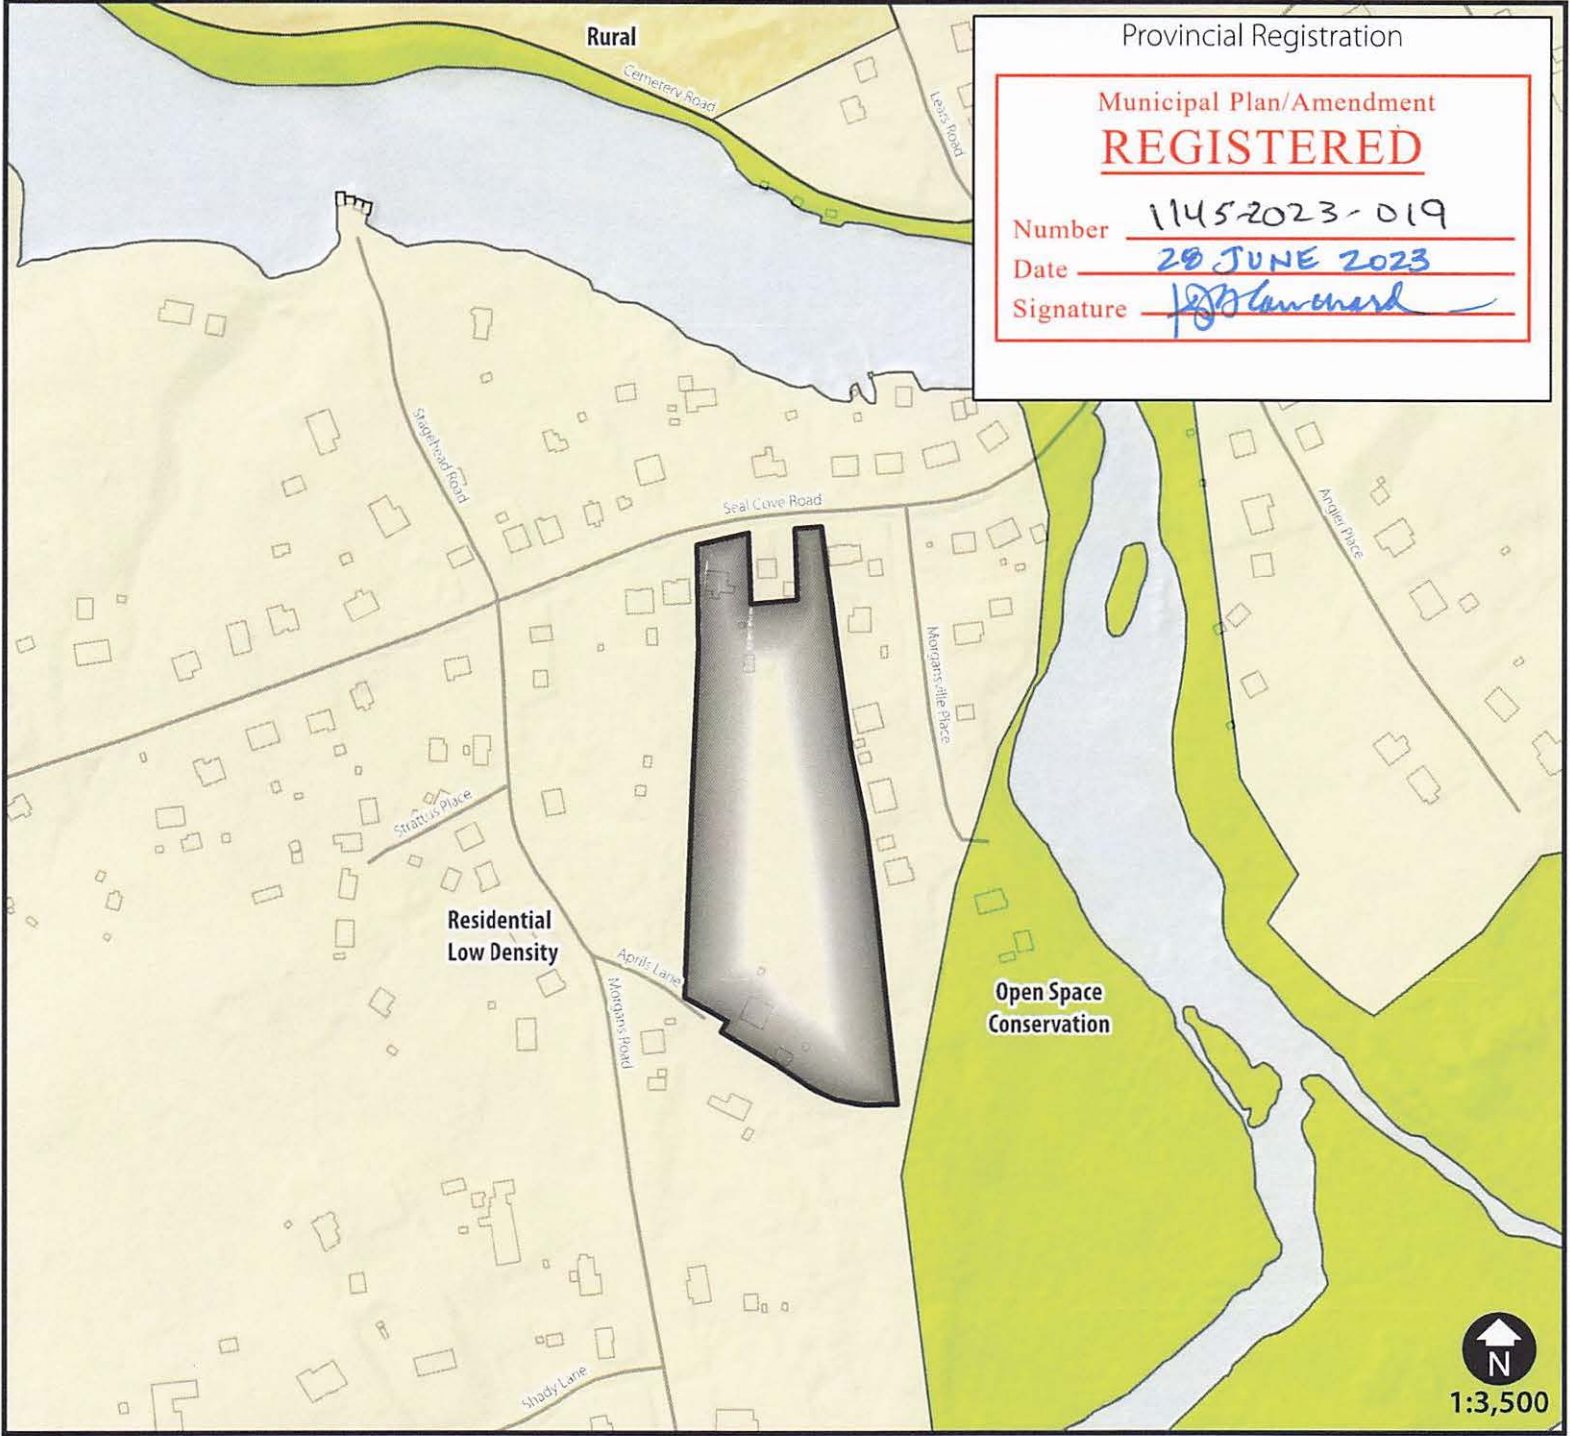 Rural
Cemetery Road
Lears Road
Provincial Registration
Municipal Plan/Amendment
REGISTERED
Number 1145-2023-019
Date 28 JUNE 2023
Signature
Stagehead Road
Seal Cove Road
Angler Place
Morgansville Place
Strattus Place
Residential
Low Density
Aprils Lane
Morgans Road
Open Space
Conservation
Shady Lane
N
1:3,500